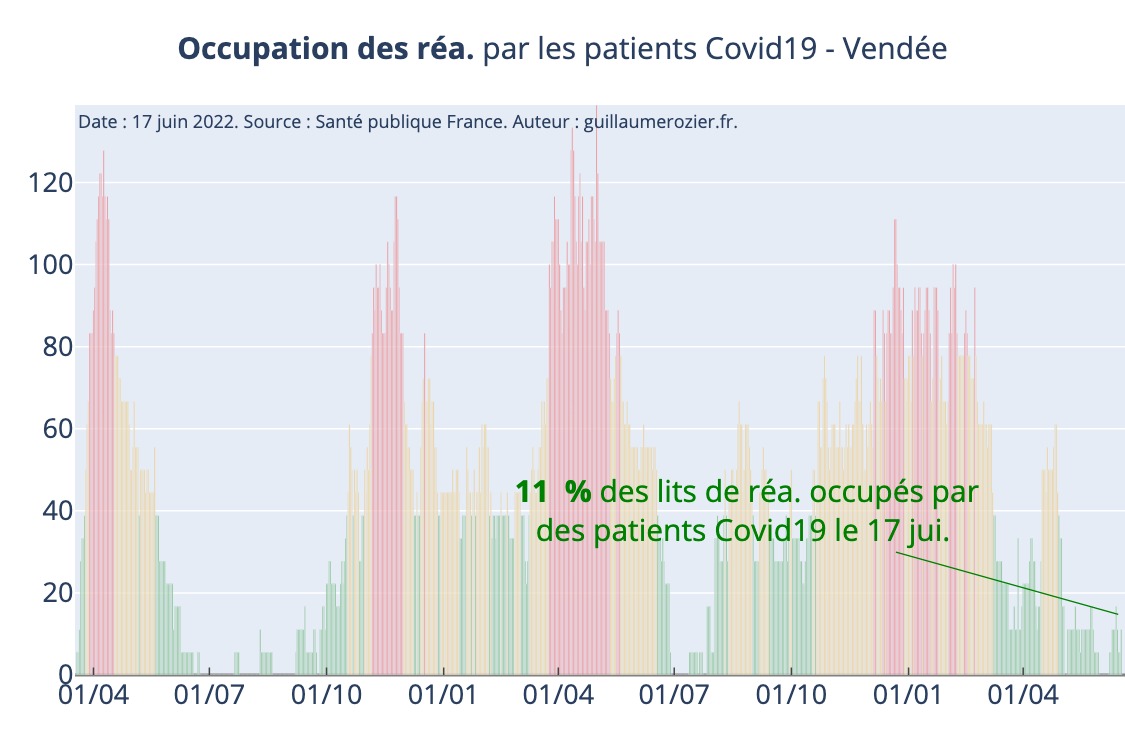 Occupation des réa. par les patients Covid19 - Vendée
Date : 17 juin 2022. Source : Santé publique France. Auteur : guillaumerozier.fr.
120
100
80
60
40
20
0
11 % des lits de réa. occupés par
des patients Covid19 le 17 jui.
01/04 01/07 01/10 01/01 01/04 01/07 01/10 01/01 01/04